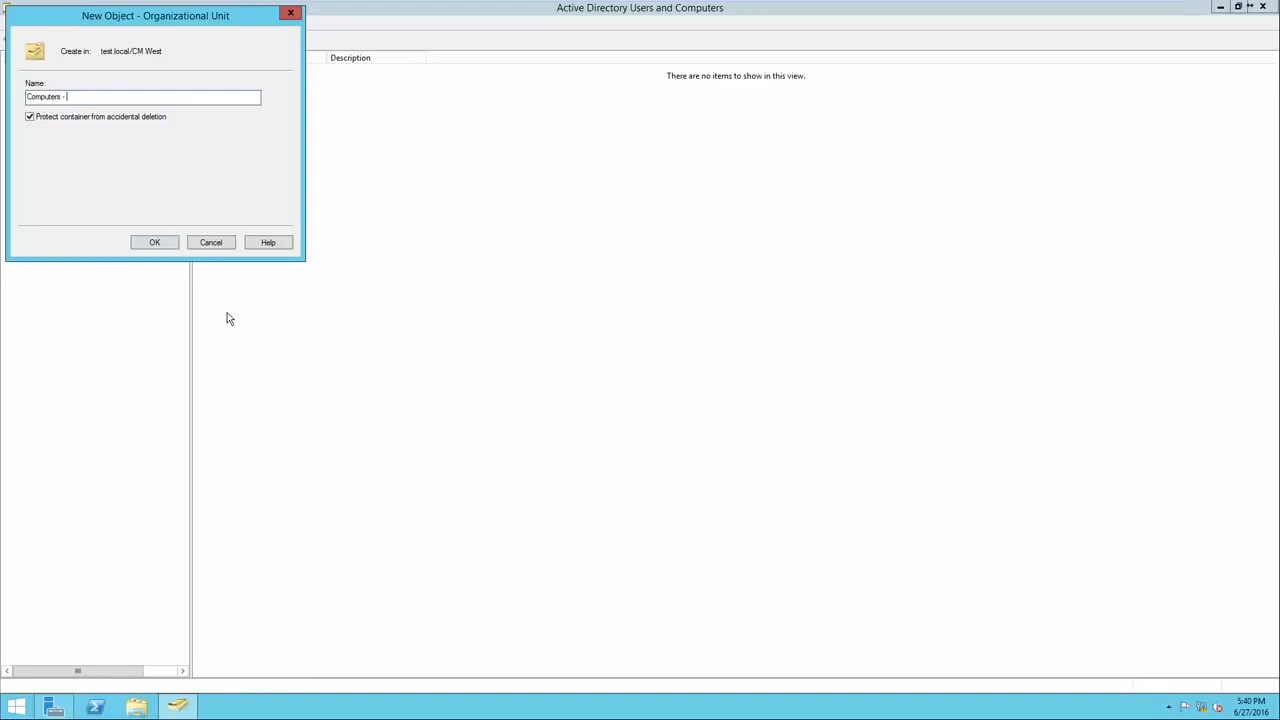 New Object - Organizational Unit
Active Directory Users and Computers
Create in: test.local/CM West
Description
There are no items to show in this view.
Name:
Computers -
Protect container from accidental deletion
OK
Cancel
Help
5:40 PM
6/27/2016